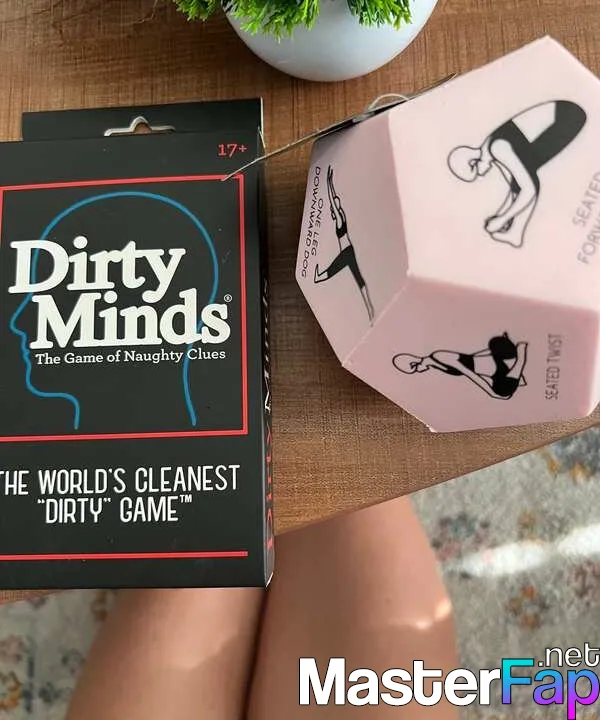 17+
Dirty
Minds®
The Game of Naughty Clues
THE WORLD'S CLEANEST
"DIRTY" GAME™
ONE LEG
DOWNWARD DOG
SEATED
SEATED TWIST
.net
MasterFap